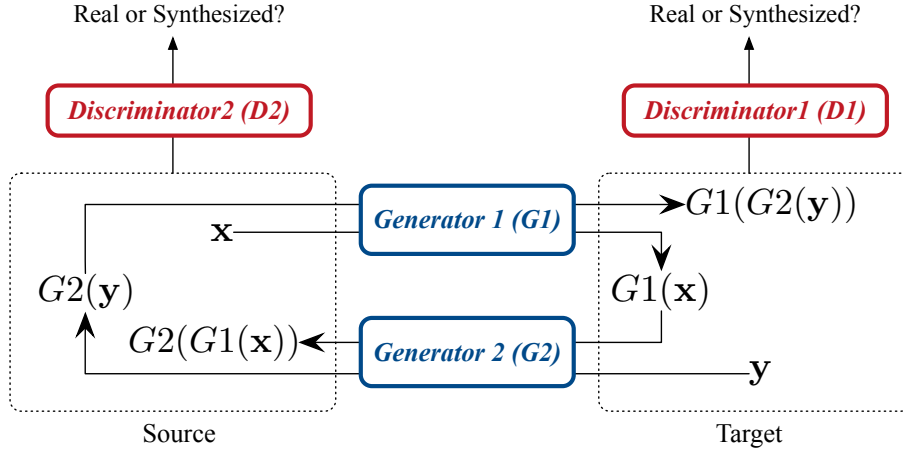 Real or Synthesized?
Real or Synthesized?
Discriminator2 (D2)
Discriminator1 (D1)
G1(G2(y))
Generator 1 (G1)
x
G2(y)
G1(x)
G2(G1(x))
Generator 2 (G2)
y
Source
Target